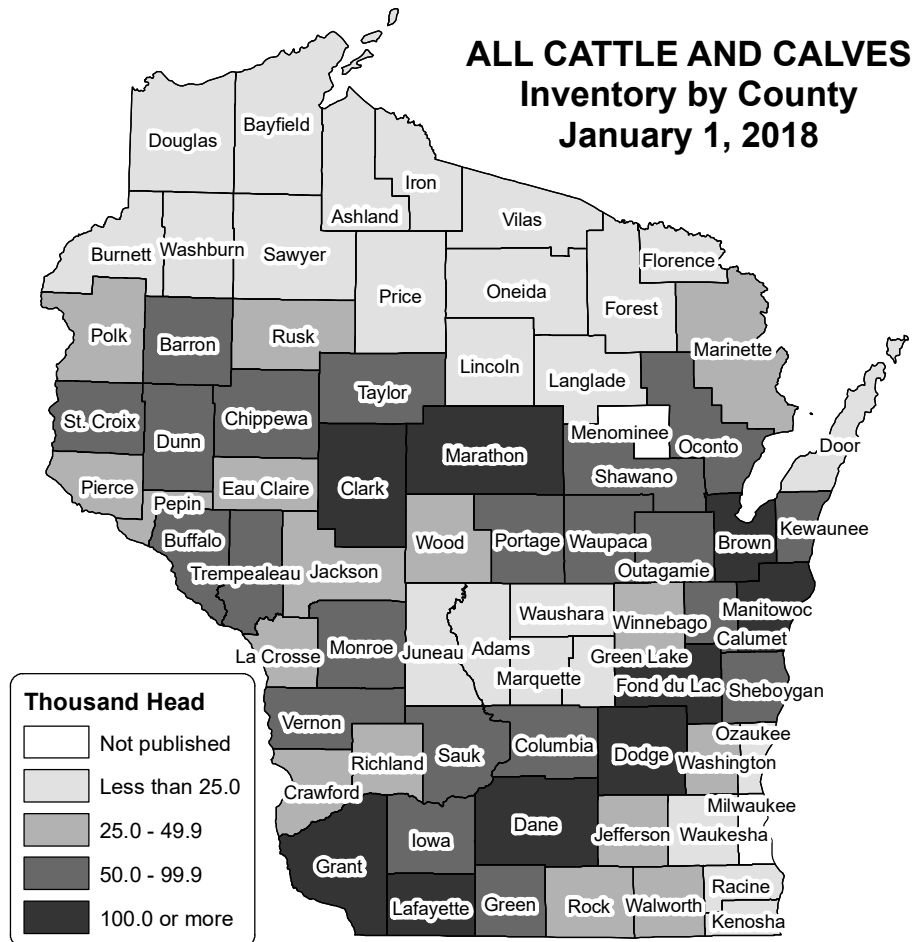 ALL CATTLE AND CALVES
Inventory by County
January 1, 2018
Douglas
Bayfield
Ashland
Iron
Vilas
Burnett
Washburn
Sawyer
Price
Oneida
Forest
Florence
Polk
Barron
Rusk
Lincoln
Langlade
Marinette
Taylor
St. Croix
Dunn
Chippewa
Menominee
Oconto
Door
Marathon
Shawano
Pierce
Pepin
Eau Claire
Clark
Buffalo
Trempealeau
Jackson
Wood
Portage
Waupaca
Outagamie
Brown
Kewaunee
La Crosse
Monroe
Juneau
Adams
Waushara
Winnebago
Manitowoc
Calumet
Marquette
Green Lake
Fond du Lac
Sheboygan
Vernon
Richland
Sauk
Columbia
Dodge
Ozaukee
Washington
Crawford
Milwaukee
Grant
Iowa
Dane
Jefferson
Waukesha
Lafayette
Green
Rock
Walworth
Racine
Kenosha
Thousand Head
Not published
Less than 25.0
25.0 - 49.9
50.0 - 99.9
100.0 or more